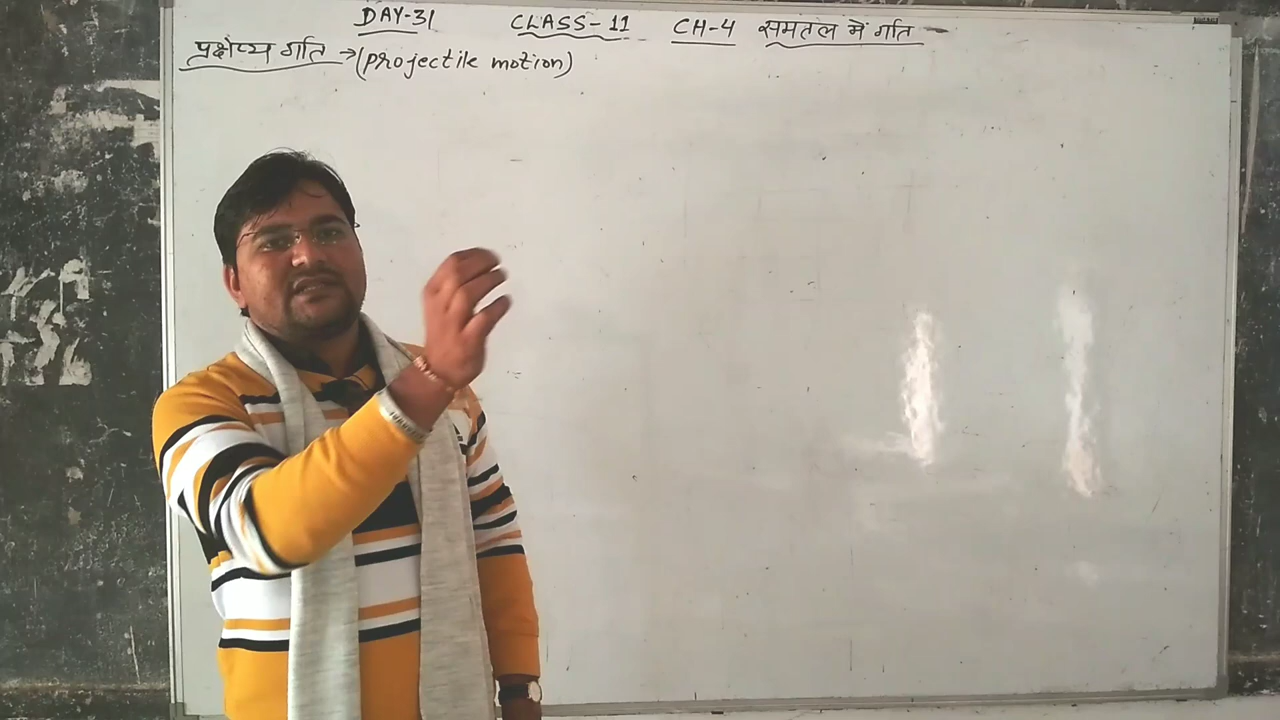 DAY-31 CLASS-11 CH-4 समतल में गति
प्रक्षेप्य गति → (projectile motion)